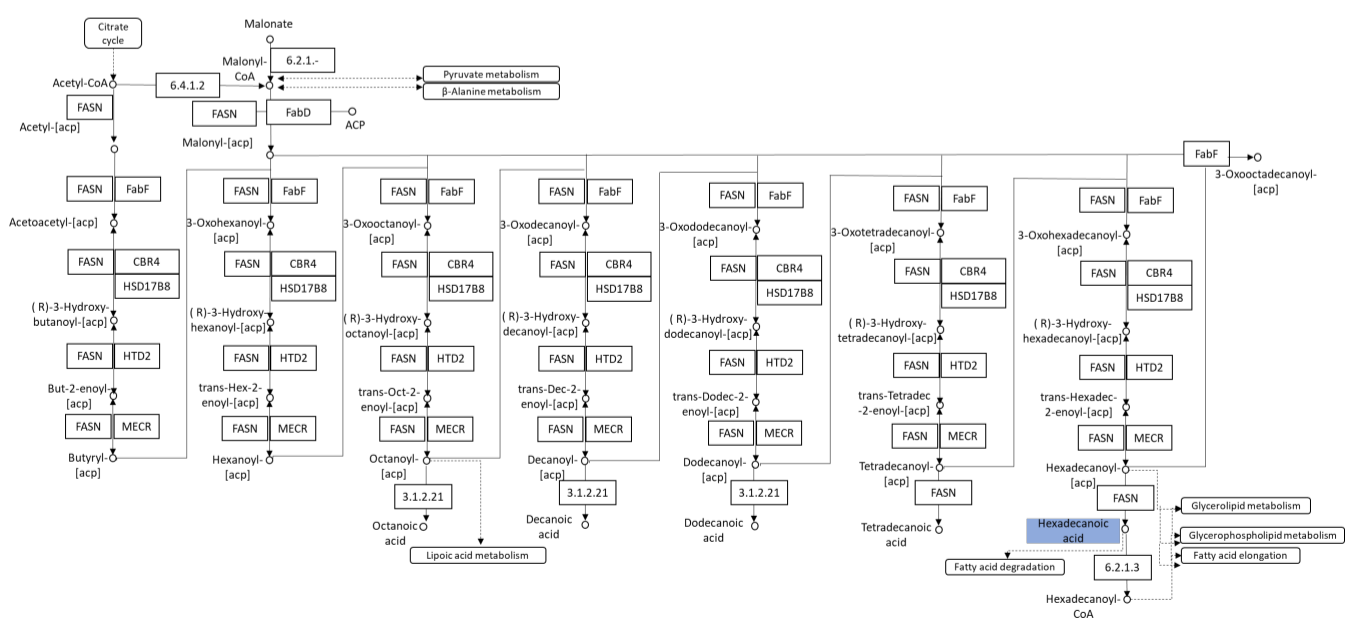 Citrate
cycle
Malonate
Malonyl-
CoA
6.2.1.-
Acetyl-CoA
6.4.1.2
Pyruvate metabolism
β-Alanine metabolism
FASN
FASN
FabD
ACP
Acetyl-[acp]
Malonyl-[acp]
FabF
3-Oxooctadecanoyl-
[acp]
FASN FabF
Acetoacetyl-[acp]
FASN CBR4
HSD17B8
( R)-3-Hydroxy-
butanoyl-[acp]
FASN HTD2
But-2-enoyl-
[acp]
FASN MECR
Butyryl-
[acp]
FASN FabF
3-Oxohexanoyl-
[acp]
FASN CBR4
HSD17B8
( R)-3-Hydroxy-
hexanoyl-[acp]
FASN HTD2
trans-Hex-2-
enoyl-[acp]
FASN MECR
Hexanoyl-
[acp]
FASN FabF
3-Oxooctanoyl-
[acp]
FASN CBR4
HSD17B8
( R)-3-Hydroxy-
octanoyl-[acp]
FASN HTD2
trans-Oct-2-
enoyl-[acp]
FASN MECR
Octanoyl-
[acp]
3.1.2.21
Octanoic
acid
Lipoic acid metabolism
FASN FabF
3-Oxodecanoyl-
[acp]
FASN CBR4
HSD17B8
( R)-3-Hydroxy-
decanoyl-[acp]
FASN HTD2
trans-Dec-2-
enoyl-[acp]
FASN MECR
Decanoyl-
[acp]
3.1.2.21
Decanoic
acid
FASN FabF
3-Oxododecanoyl-
[acp]
FASN CBR4
HSD17B8
( R)-3-Hydroxy-
dodecanoyl-[acp]
FASN HTD2
trans-Dodec-2-
enoyl-[acp]
FASN MECR
Dodecanoyl-
[acp]
3.1.2.21
Dodecanoic
acid
FASN FabF
3-Oxotetradecanoyl-
[acp]
FASN CBR4
HSD17B8
( R)-3-Hydroxy-
tetradecanoyl-[acp]
FASN HTD2
trans-Tetradec
-2-enoyl-[acp]
FASN MECR
Tetradecanoyl-
[acp]
FASN
Tetradecanoic
acid
FASN FabF
3-Oxohexadecanoyl-
[acp]
FASN CBR4
HSD17B8
( R)-3-Hydroxy-
hexadecanoyl-[acp]
FASN HTD2
trans-Hexadec-
2-enoyl-[acp]
FASN MECR
Hexadecanoyl-
[acp]
FASN
Hexadecanoic
acid
Fatty acid degradation
6.2.1.3
Hexadecanoyl-
CoA
Glycerolipid metabolism
Glycerophospholipid metabolism
Fatty acid elongation